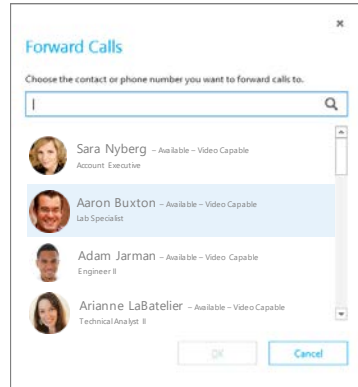 Forward Calls
Choose the contact or phone number you want to forward calls to.
Sara Nyberg – Available – Video Capable
Account Executive
Aaron Buxton – Available – Video Capable
Lab Specialist
Adam Jarman – Available – Video Capable
Engineer II
Arianne LaBatelier – Available – Video Capable
Technical Analyst II
OK
Cancel